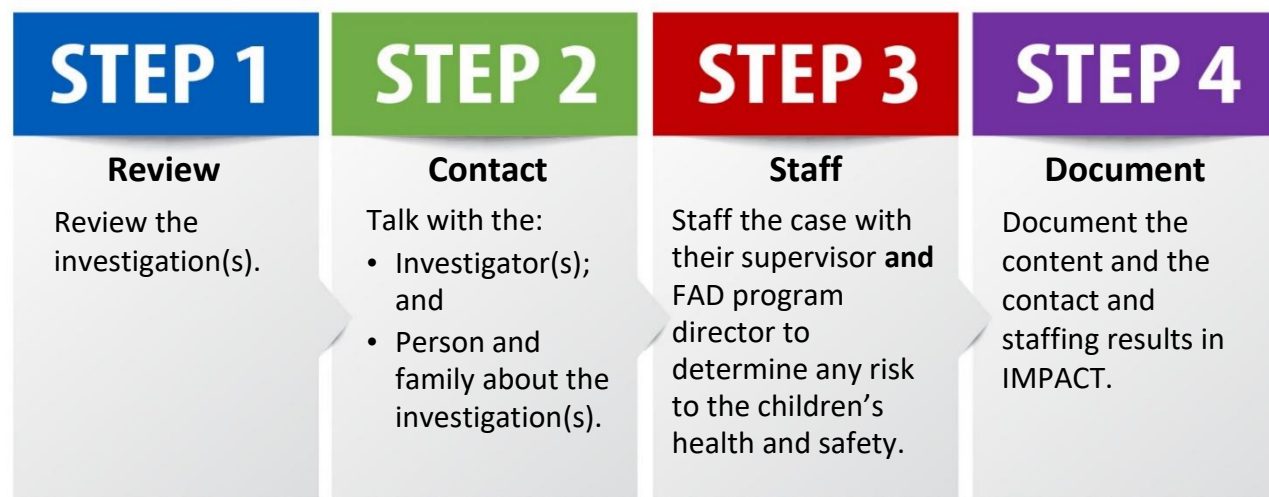 STEP 1
Review
Review the
investigation(s).
STEP 2
Contact
Talk with the:
• Investigator(s);
and
• Person and
family about the
investigation(s).
STEP 3
Staff
Staff the case with
their supervisor and
FAD program
director to
determine any risk
to the children’s
health and safety.
STEP 4
Document
Document the
content and the
contact and
staffing results in
IMPACT.